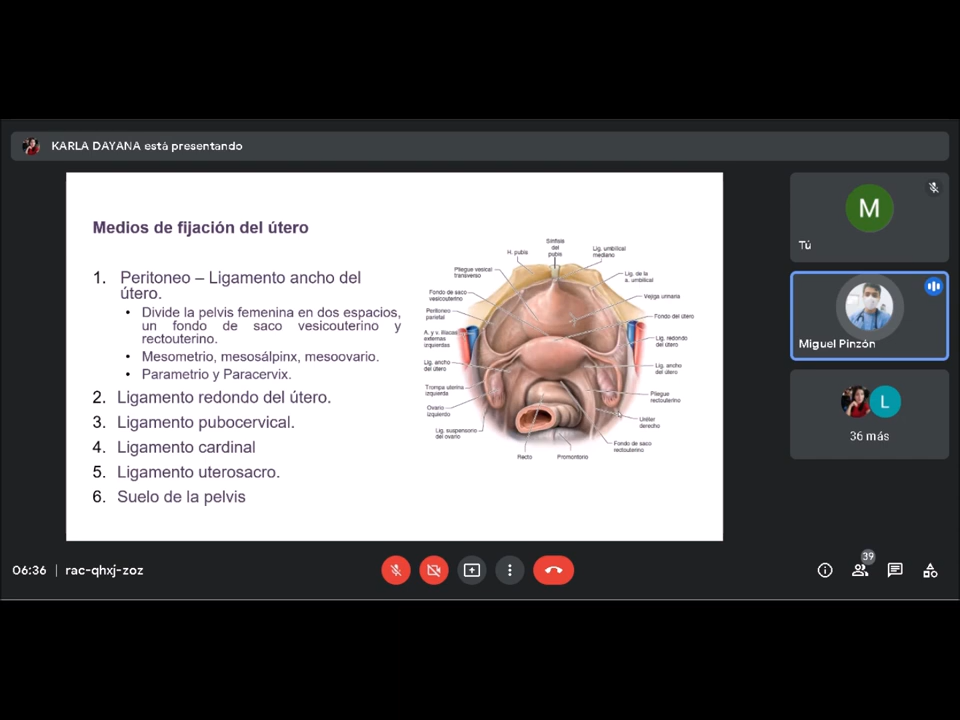 KARLA DAYANA está presentando
Medios de fijación del útero
1. Peritoneo – Ligamento ancho del
útero.
• Divide la pelvis femenina en dos espacios,
un fondo de saco vesicouterino y
rectouterino.
• Mesometrio, mesosálpinx, mesoovario.
• Parametrio y Paracervix.
2. Ligamento redondo del útero.
3. Ligamento pubocervical.
4. Ligamento cardinal
5. Ligamento uterosacro.
6. Suelo de la pelvis
Sínfisis
del
pubis
H. pubis
Lig. umbilical
mediano
Pliegue vesical
transverso
Lig. de la
a. umbilical
Fondo de saco
vesicouterino
Vejiga urinaria
Peritoneo
parietal
Fondo del útero
A. y v. ilíacas
externas
izquierdas
Lig. redondo
del útero
Lig. ancho
del útero
Lig. ancho
del útero
Trompa uterina
izquierda
Pliegue
rectouterino
Ovario
izquierdo
Uréter
derecho
Lig. suspensorio
del ovario
Fondo de saco
rectouterino
Recto
Promontorio
M
Tú
Miguel Pinzón
L
36 más
06:36 | rac-qhxj-zoz
39